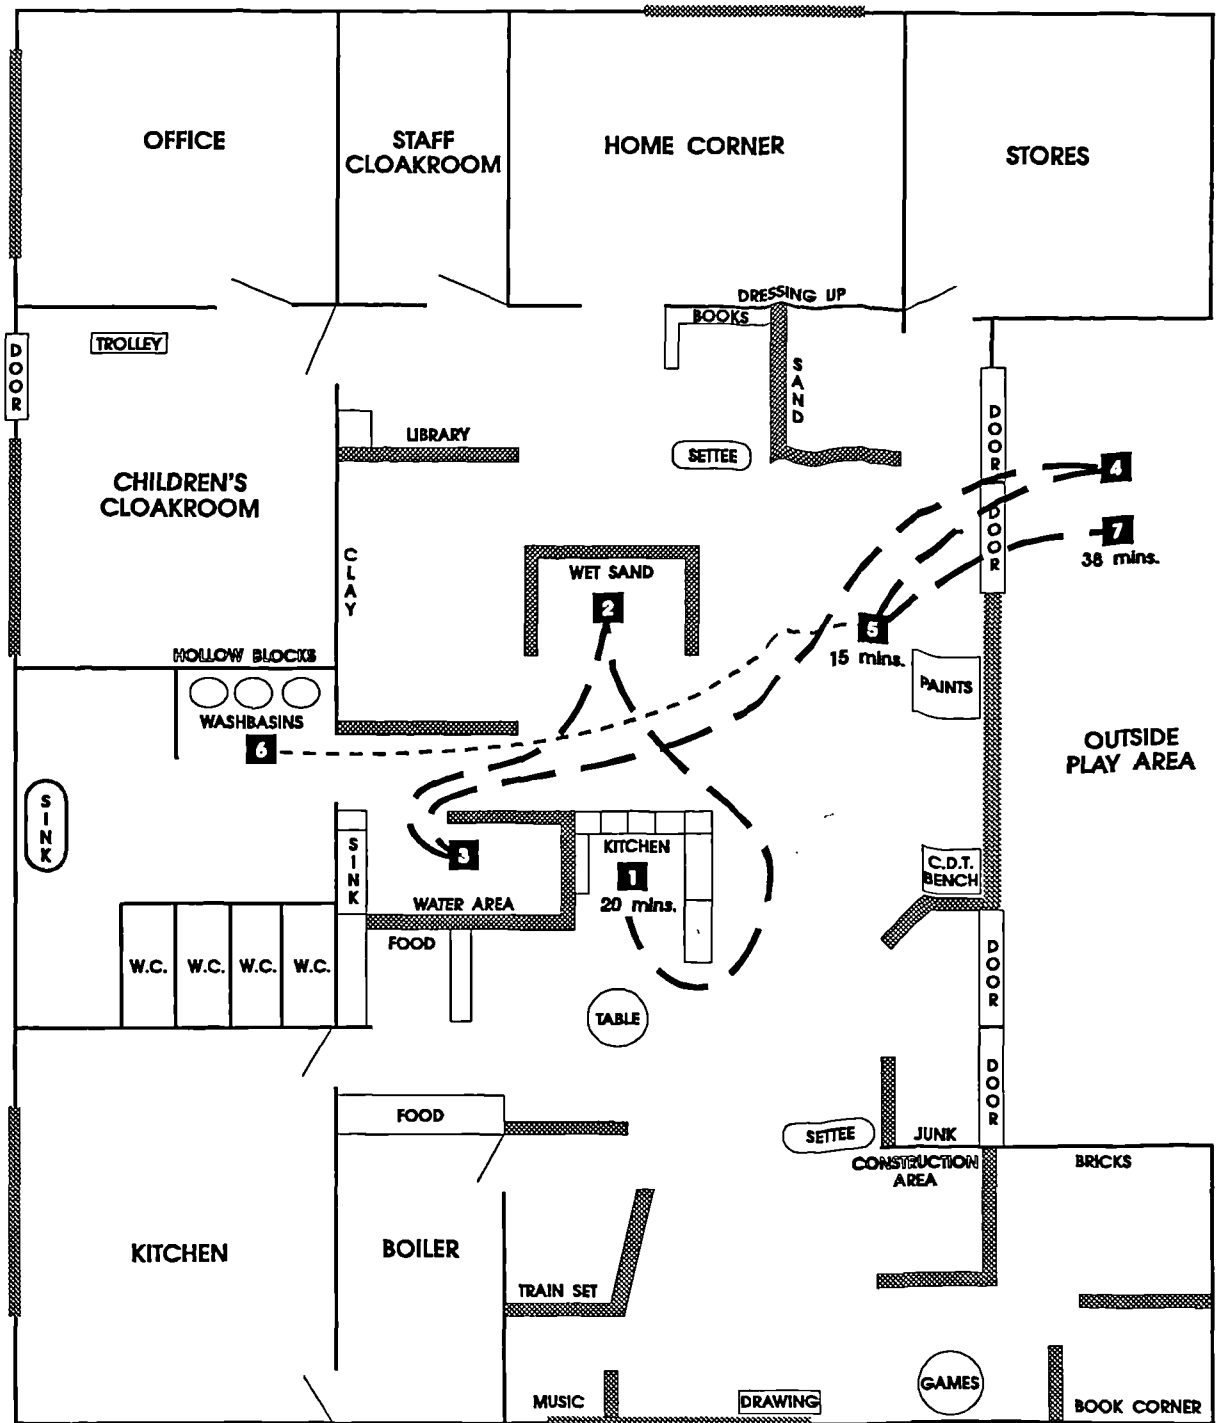 OFFICE
STAFF
CLOAKROOM
HOME CORNER
STORES
DRESSING UP
BOOKS
TROLLEY
DOOR
SAND
LIBRARY
SETTEE
DOOR
DOOR
4
7
38 mins.
CHILDREN'S
CLOAKROOM
CLAY
WET SAND
2
5
15 mins.
HOLLOW BLOCKS
PAINTS
WASHBASINS
6
OUTSIDE
PLAY AREA
SINK
SINK
3
WATER AREA
KITCHEN
1
20 mins.
C.D.T.
BENCH
FOOD
W.C.
W.C.
W.C.
W.C.
TABLE
DOOR
DOOR
FOOD
SETTEE
JUNK
CONSTRUCTION
AREA
BRICKS
KITCHEN
BOILER
TRAIN SET
MUSIC
DRAWING
GAMES
BOOK CORNER